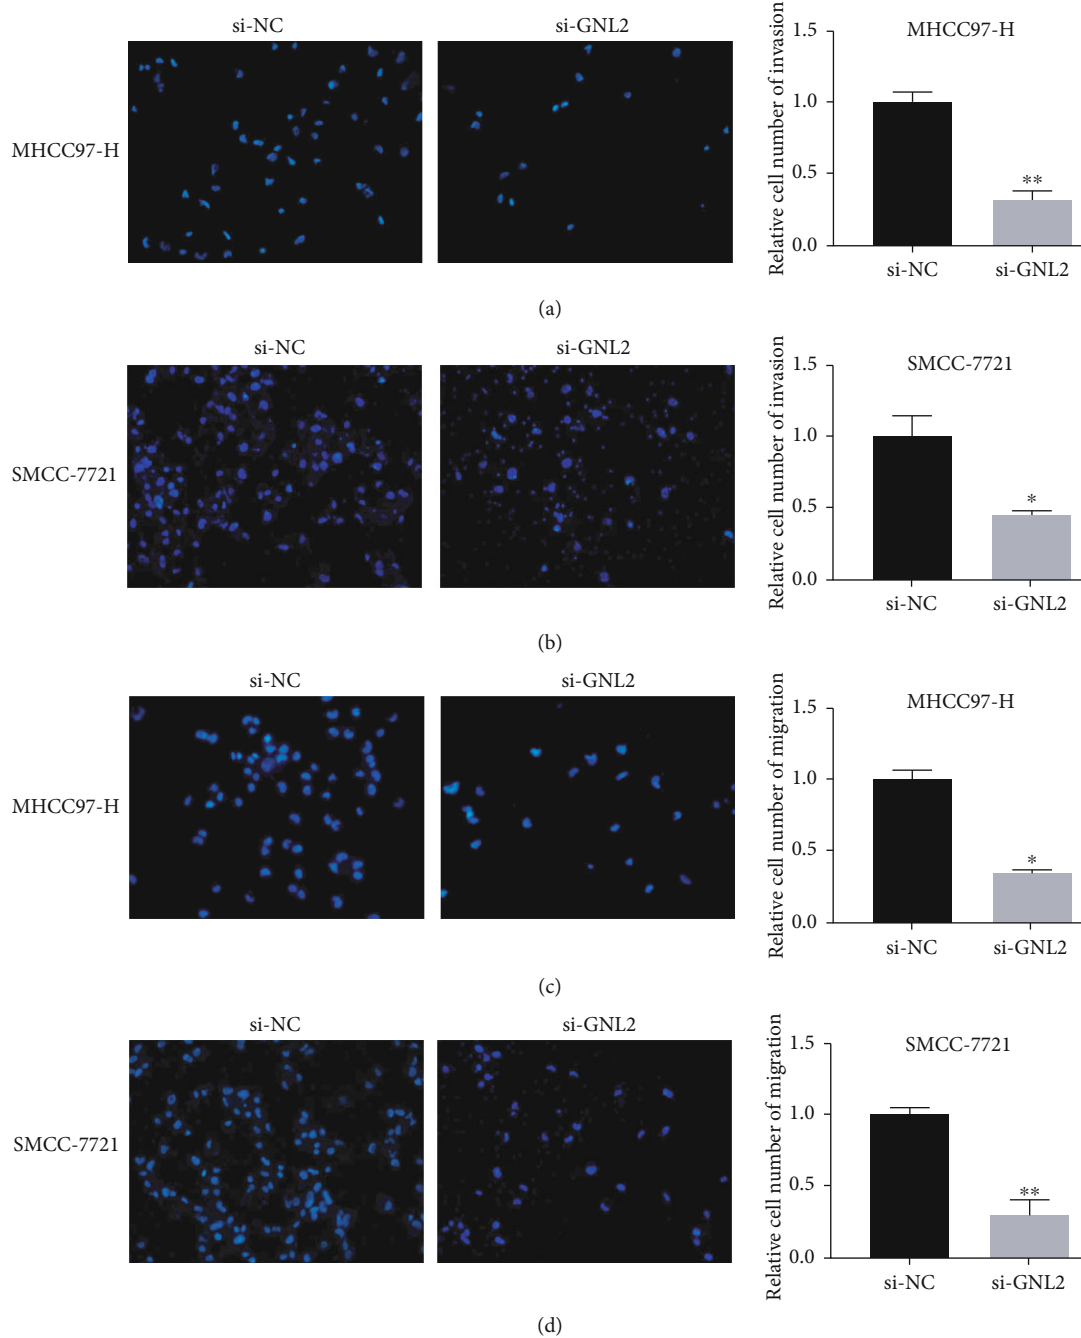 si-NC si-GNL2
MHCC97-H
Relative cell number of invasion
1.5
1.0
0.5
0.0
MHCC97-H
**
si-NC si-GNL2
(a)
si-NC si-GNL2
SMCC-7721
Relative cell number of invasion
1.5
1.0
0.5
0.0
SMCC-7721
*
si-NC si-GNL2
(b)
si-NC si-GNL2
MHCC97-H
Relative cell number of migration
1.5
1.0
0.5
0.0
MHCC97-H
*
si-NC si-GNL2
(c)
si-NC si-GNL2
SMCC-7721
Relative cell number of migration
1.5
1.0
0.5
0.0
SMCC-7721
**
si-NC si-GNL2
(d)